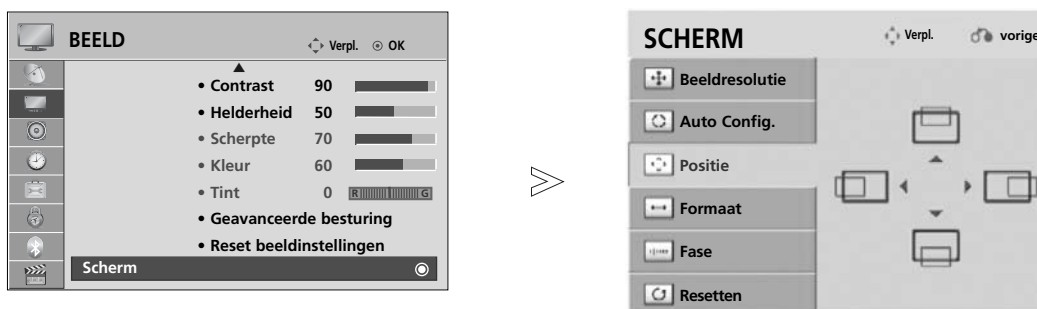 BEELD
Verpl. OK
• Contrast 90
• Helderheid 50
• Scherpte 70
• Kleur 60
• Tint 0 R G
• Geavanceerde besturing
• Reset beeldinstellingen
Scherm
SCHERM
Verpl. vorige
Beeldresolutie
Auto Config.
Positie
Formaat
Fase
Resetten